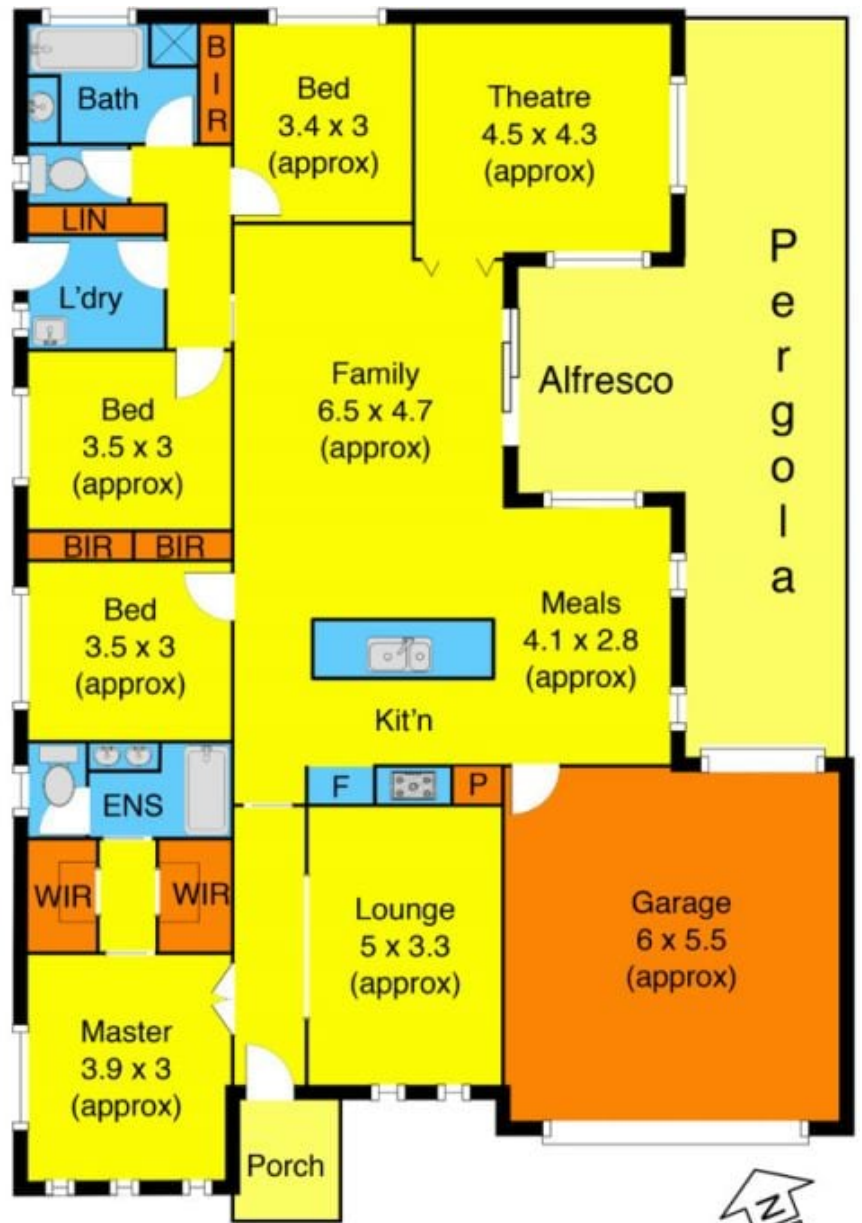 Bath
B
I
R
Bed
3.4 x 3
(approx)
Theatre
4.5 x 4.3
(approx)
LIN
L'dry
Bed
3.5 x 3
(approx)
Family
6.5 x 4.7
(approx)
Alfresco
P
e
r
g
o
l
a
BIR
BIR
Bed
3.5 x 3
(approx)
Meals
4.1 x 2.8
(approx)
Kit'n
F
P
ENS
WIR
WIR
Lounge
5 x 3.3
(approx)
Garage
6 x 5.5
(approx)
Master
3.9 x 3
(approx)
Porch
N